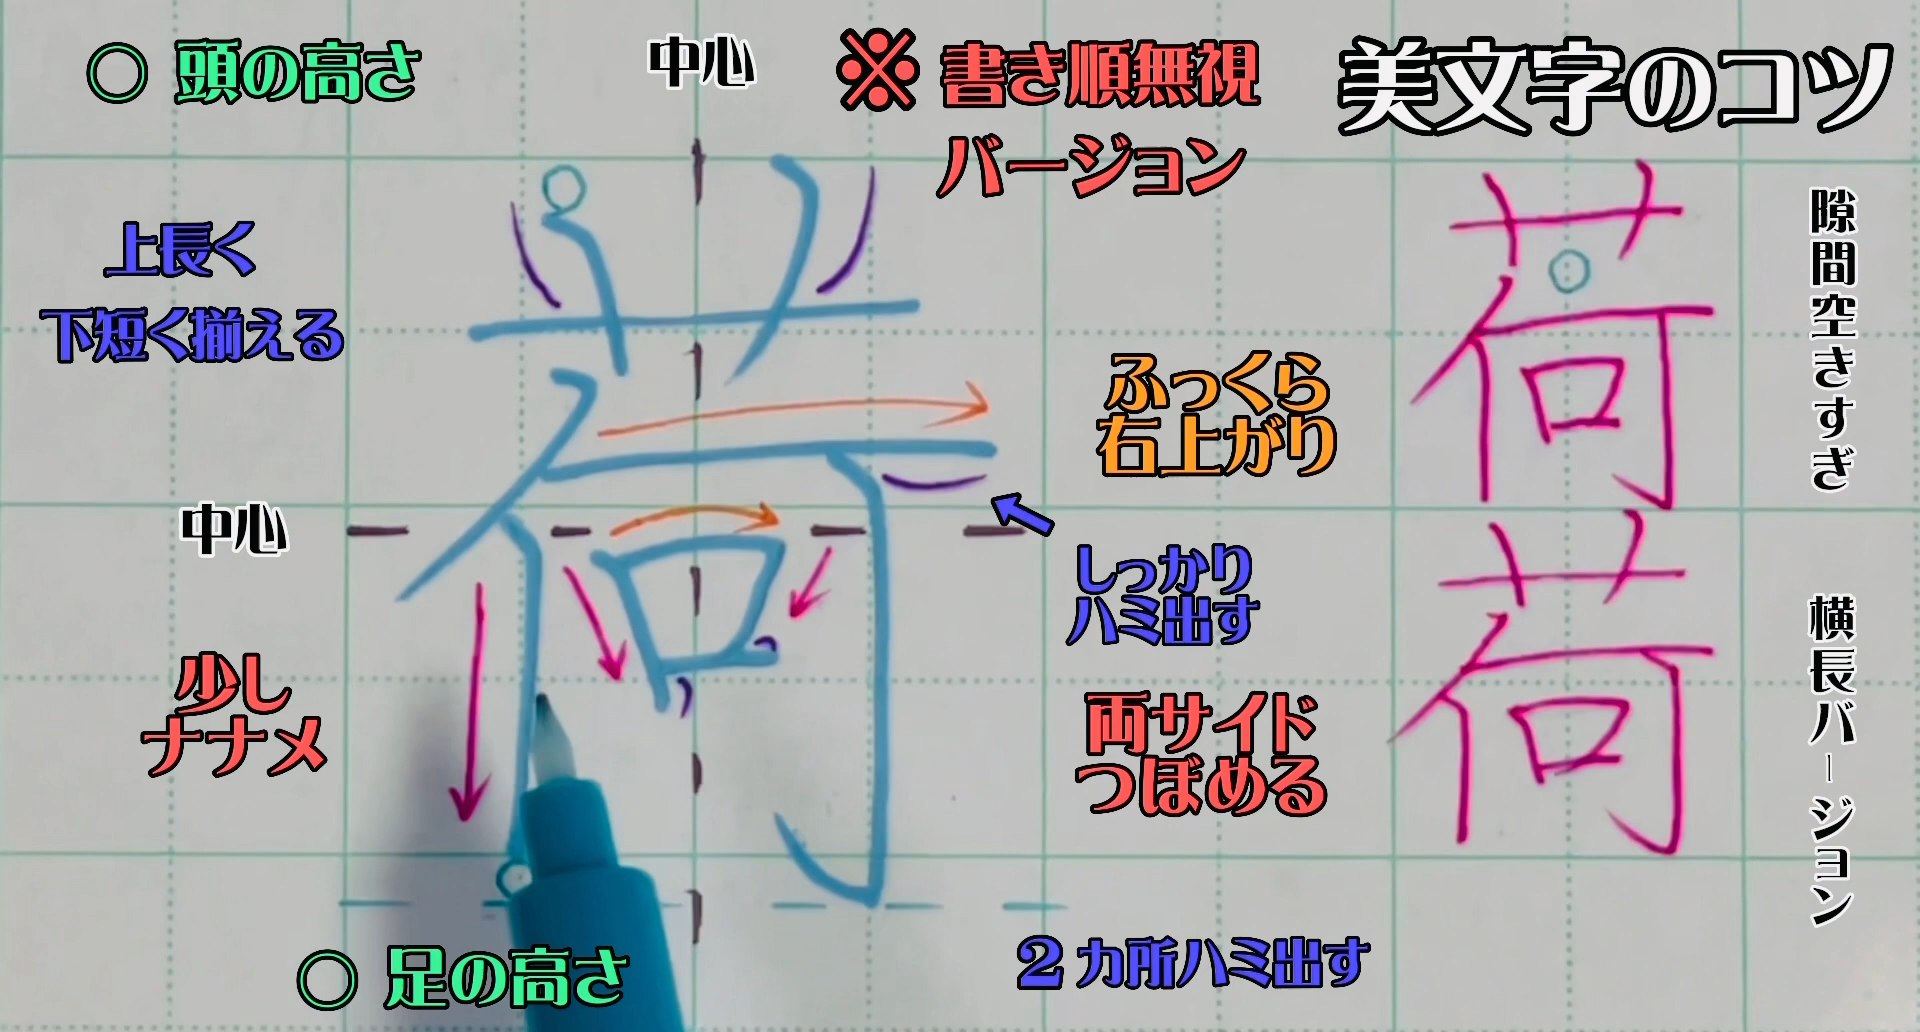 ○ 頭の高さ
中心
※ 書き順無視
バージョン
美文字のコツ
上長く
下短く揃える
荷
ふっくら
右上がり
中心
しっかり
ハミ出す
少し
ナナメ
両サイド
つぼめる
○ 足の高さ
2カ所ハミ出す
荷
隙間空きすぎ
荷
横長バージョン